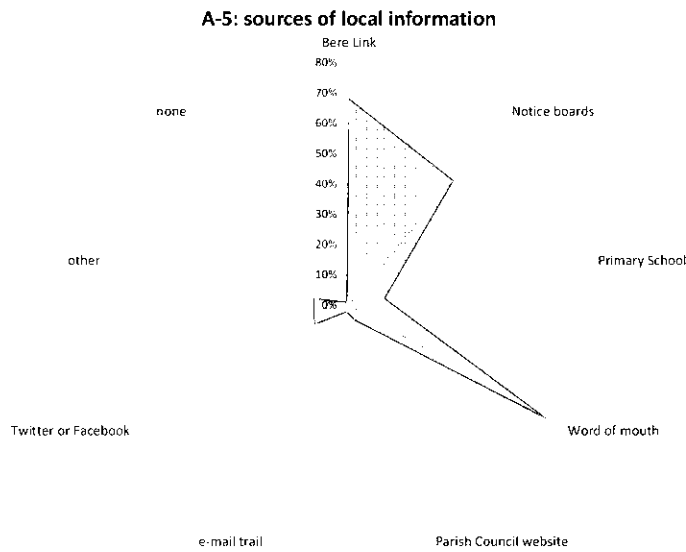 A-5: sources of local information
Bere Link
80%
70%
60%
50%
40%
30%
20%
10%
0%
none
Notice boards
other
Primary School
Twitter or Facebook
Word of mouth
e-mail trail
Parish Council website